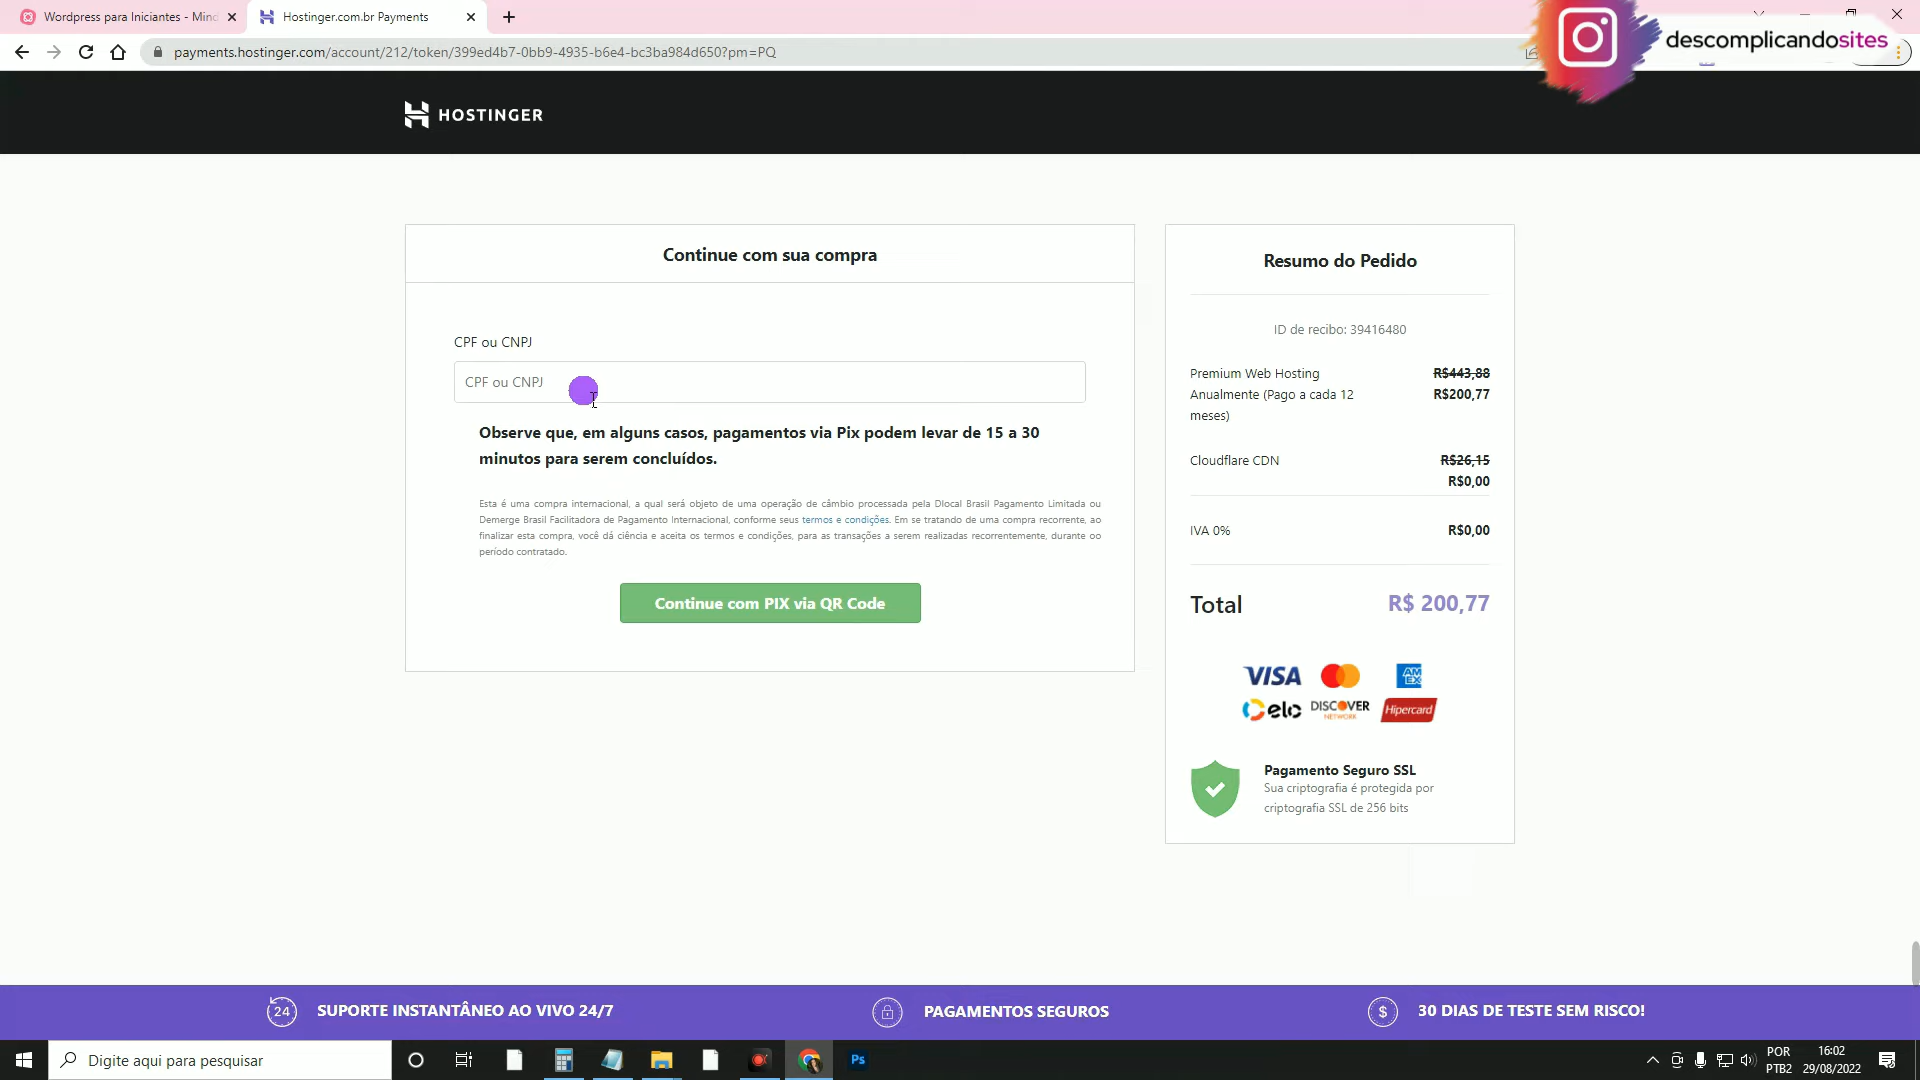 Wordpress para Iniciantes - Mind
Hostinger.com.br Payments
descomplicandosites
payments.hostinger.com/account/212/token/399ed4b7-0bb9-4935-b6e4-bc3ba984d650?pm=PQ
HOSTINGER
Continue com sua compra
CPF ou CNPJ
CPF ou CNPJ
Observe que, em alguns casos, pagamentos via Pix podem levar de 15 a 30
minutos para serem concluídos.
Esta é uma compra internacional, a qual será objeto de uma operação de câmbio processada pela Dlocal Brasil Pagamento Limitada ou
Demerge Brasil Facilitadora de Pagamento Internacional, conforme seus termos e condições. Em se tratando de uma compra recorrente, ao
finalizar esta compra, você dá ciência e aceita os termos e condições, para as transações a serem realizadas recorrentemente, durante o
período contratado.
Continue com PIX via QR Code
Resumo do Pedido
ID de recibo: 39416480
Premium Web Hosting R$443,88
Anualmente (Pago a cada 12 R$200,77
meses)
Cloudflare CDN R$26,15
R$0,00
IVA 0% R$0,00
Total R$ 200,77
VISA AM EX
elo DISCOVER NETWORK Hipercard
Pagamento Seguro SSL
Sua criptografia é protegida por
criptografia SSL de 256 bits
24 SUPORTE INSTANTÂNEO AO VIVO 24/7
PAGAMENTOS SEGUROS
$ 30 DIAS DE TESTE SEM RISCO!
Digite aqui para pesquisar
Ps
POR
PTB2
16:02
29/08/2022